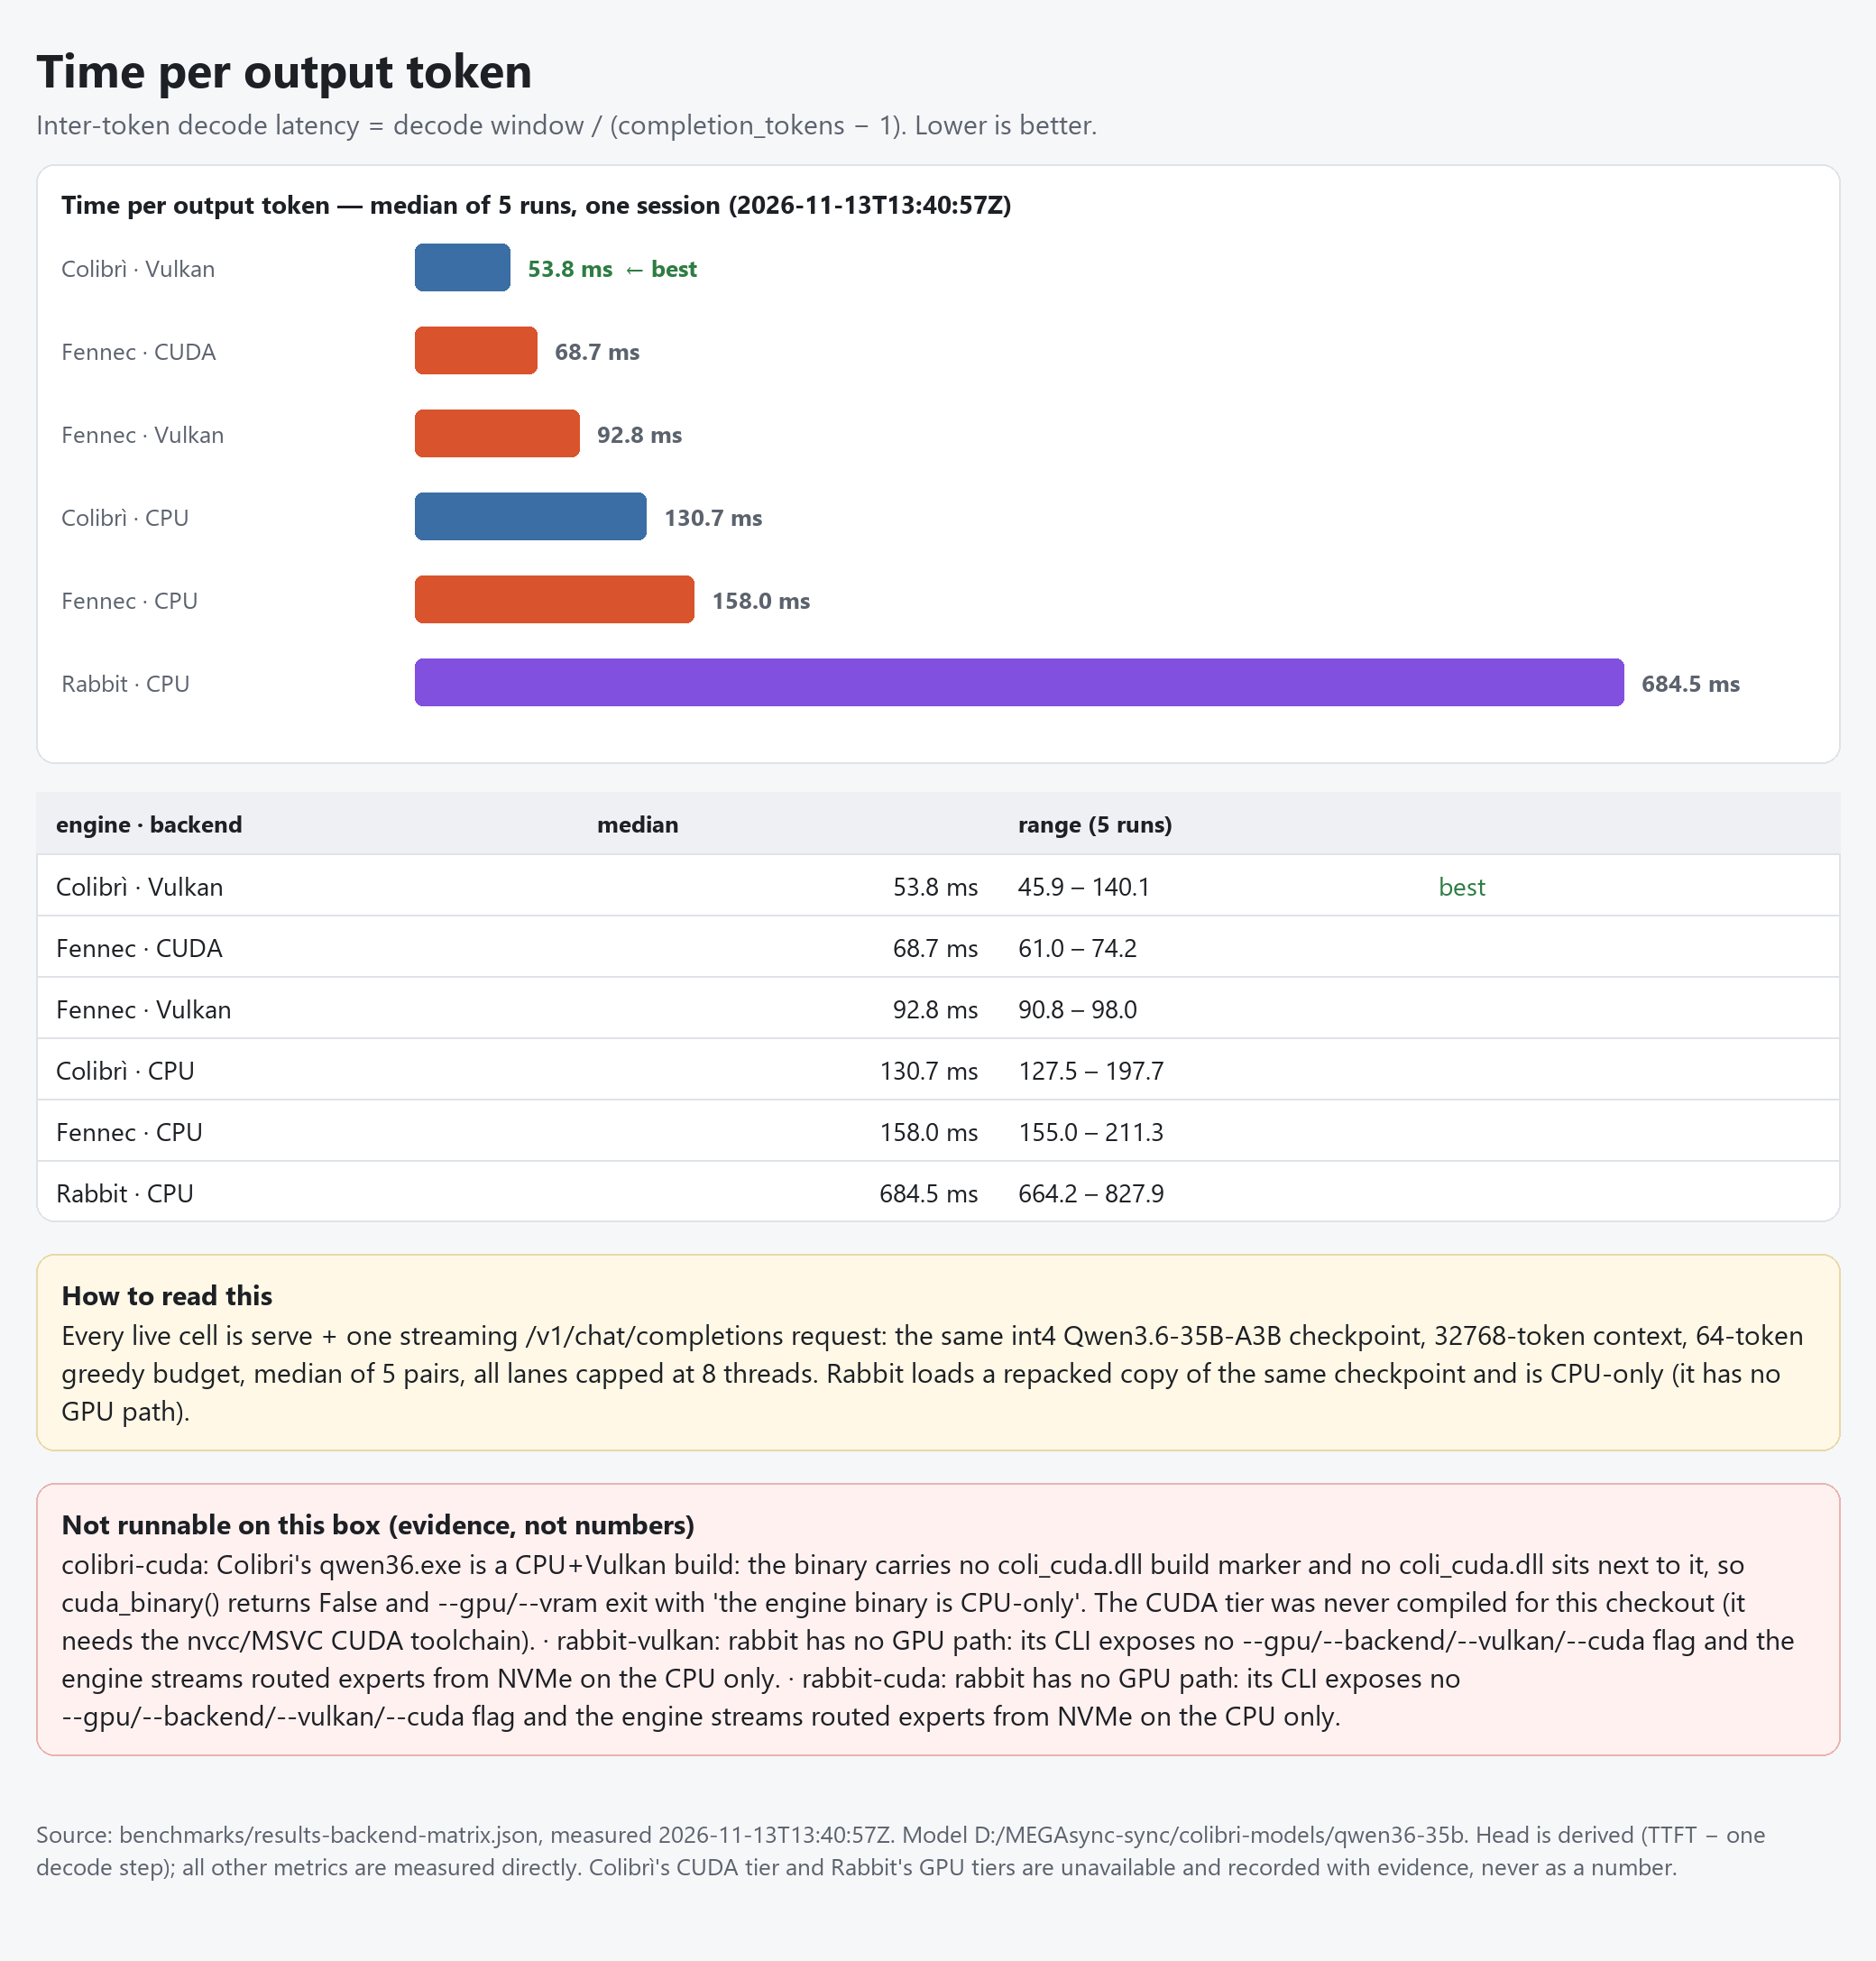 Time per output token
Inter-token decode latency = decode window / (completion_tokens − 1). Lower is better.
Time per output token — median of 5 runs, one session (2026-11-13T13:40:57Z)
Colibrì · Vulkan 53.8 ms ← best
Fennec · CUDA 68.7 ms
Fennec · Vulkan 92.8 ms
Colibrì · CPU 130.7 ms
Fennec · CPU 158.0 ms
Rabbit · CPU 684.5 ms
engine · backend median range (5 runs)
Colibrì · Vulkan 53.8 ms 45.9 – 140.1 best
Fennec · CUDA 68.7 ms 61.0 – 74.2
Fennec · Vulkan 92.8 ms 90.8 – 98.0
Colibrì · CPU 130.7 ms 127.5 – 197.7
Fennec · CPU 158.0 ms 155.0 – 211.3
Rabbit · CPU 684.5 ms 664.2 – 827.9
How to read this
Every live cell is serve + one streaming /v1/chat/completions request: the same int4 Qwen3.6-35B-A3B checkpoint, 32768-token context, 64-token
greedy budget, median of 5 pairs, all lanes capped at 8 threads. Rabbit loads a repacked copy of the same checkpoint and is CPU-only (it has no
GPU path).
Not runnable on this box (evidence, not numbers)
colibri-cuda: Colibri's qwen36.exe is a CPU+Vulkan build: the binary carries no coli_cuda.dll build marker and no coli_cuda.dll sits next to it, so
cuda_binary() returns False and --gpu/--vram exit with 'the engine binary is CPU-only'. The CUDA tier was never compiled for this checkout (it
needs the nvcc/MSVC CUDA toolchain). · rabbit-vulkan: rabbit has no GPU path: its CLI exposes no --gpu/--backend/--vulkan/--cuda flag and the
engine streams routed experts from NVMe on the CPU only. · rabbit-cuda: rabbit has no GPU path: its CLI exposes no
--gpu/--backend/--vulkan/--cuda flag and the engine streams routed experts from NVMe on the CPU only.
Source: benchmarks/results-backend-matrix.json, measured 2026-11-13T13:40:57Z. Model D:/MEGAsync-sync/colibri-models/qwen36-35b. Head is derived (TTFT − one
decode step); all other metrics are measured directly. Colibrì's CUDA tier and Rabbit's GPU tiers are unavailable and recorded with evidence, never as a number.